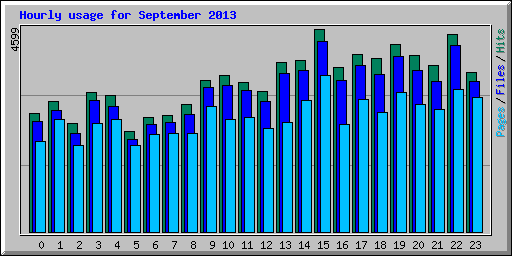 Hourly usage for September 2013
4599
Pages/Files/Hits
0 1 2 3 4 5 6 7 8 9 10 11 12 13 14 15 16 17 18 19 20 21 22 23